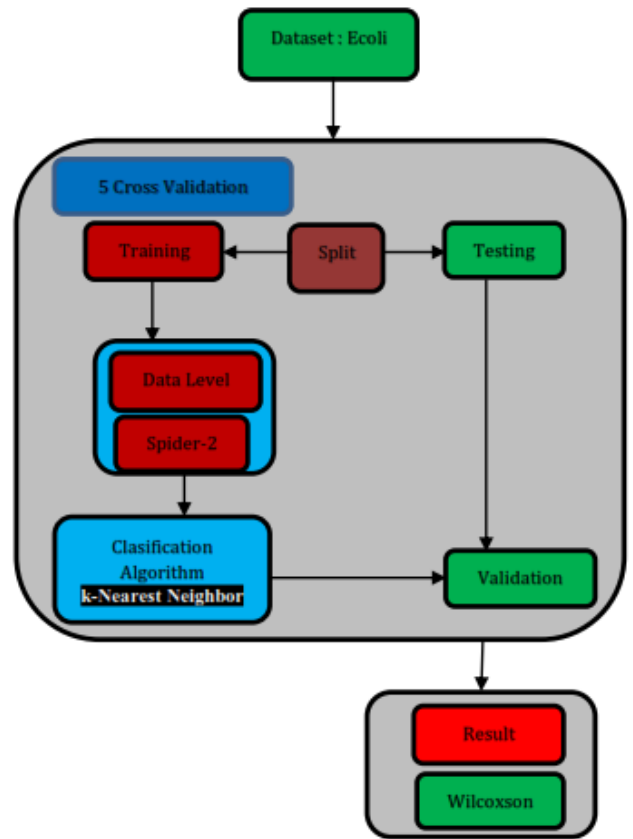 Dataset : Ecoli
5 Cross Validation
Training
Split
Testing
Data Level
Spider-2
Clasification
Algorithm
k-Nearest Neighbor
Validation
Result
Wilcoxson